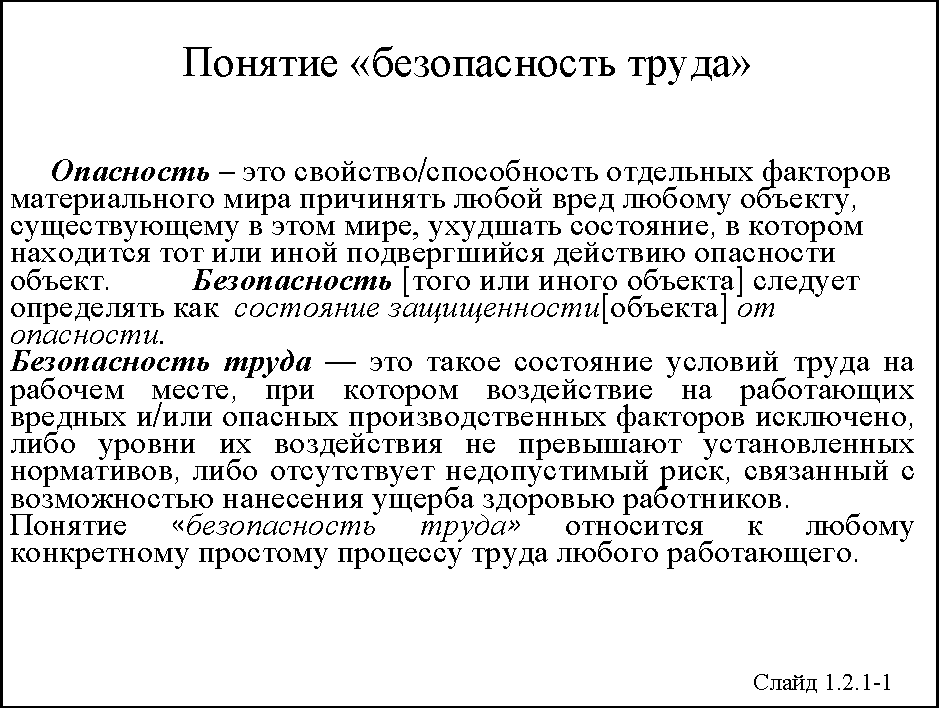 Понятие «безопасность труда»
Опасность – это свойство/способность отдельных факторов
материального мира причинять любой вред любому объекту,
существующему в этом мире, ухудшать состояние, в котором
находится тот или иной подвергшийся действию опасности
объект. Безопасность [того или иного объекта] следует
определять как состояние защищенности[объекта] от
опасности.
Безопасность труда — это такое состояние условий труда на
рабочем месте, при котором воздействие на работающих
вредных и/или опасных производственных факторов исключено,
либо уровни их воздействия не превышают установленных
нормативов, либо отсутствует недопустимый риск, связанный с
возможностью нанесения ущерба здоровью работников.
Понятие «безопасность труда» относится к любому
конкретному простому процессу труда любого работающего.
Слайд 1.2.1-1